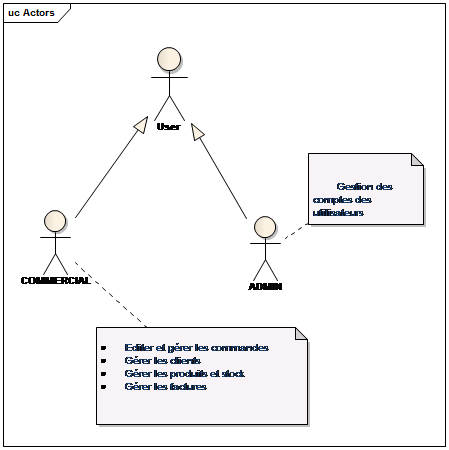 uc Actors
User
Gestion des
comptes des
utilisateurs
COMMERCIAL
ADMIN
▪ Editer et gérer les commandes
▪ Gérer les clients
▪ Gérer les produits et stock
▪ Gérer les factures